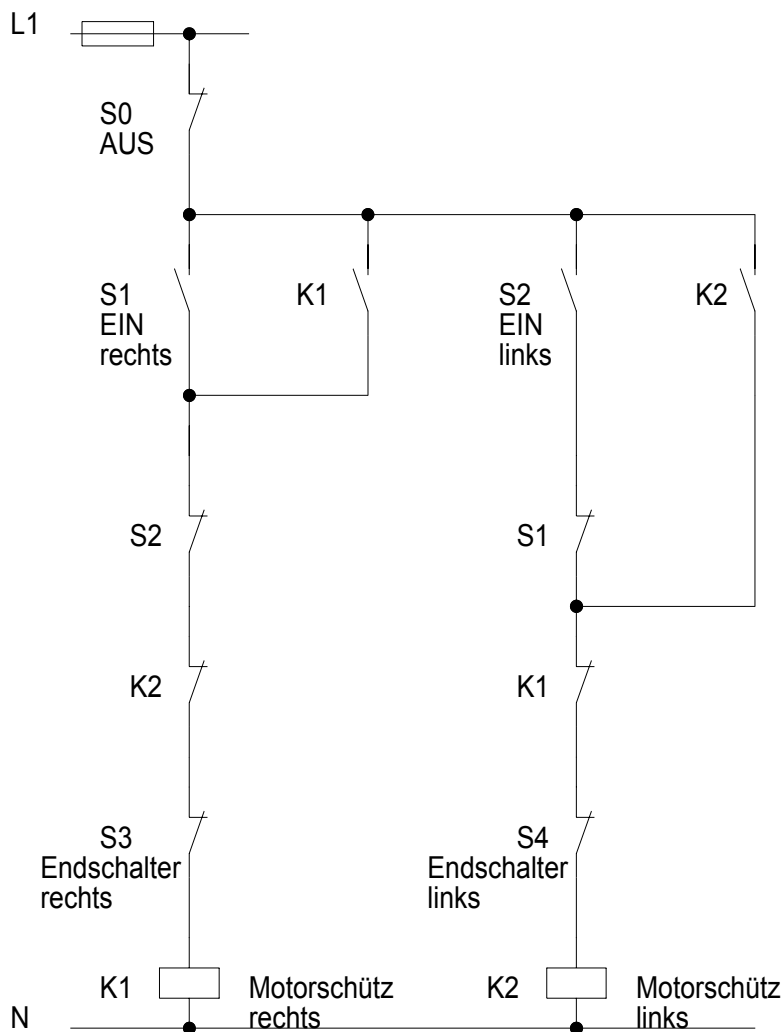 L1
S0
AUS
S1
EIN
rechts
K1
S2
EIN
links
K2
S2
S1
K2
K1
S3
Endschalter
rechts
S4
Endschalter
links
K1
Motorschütz
rechts
K2
Motorschütz
links
N